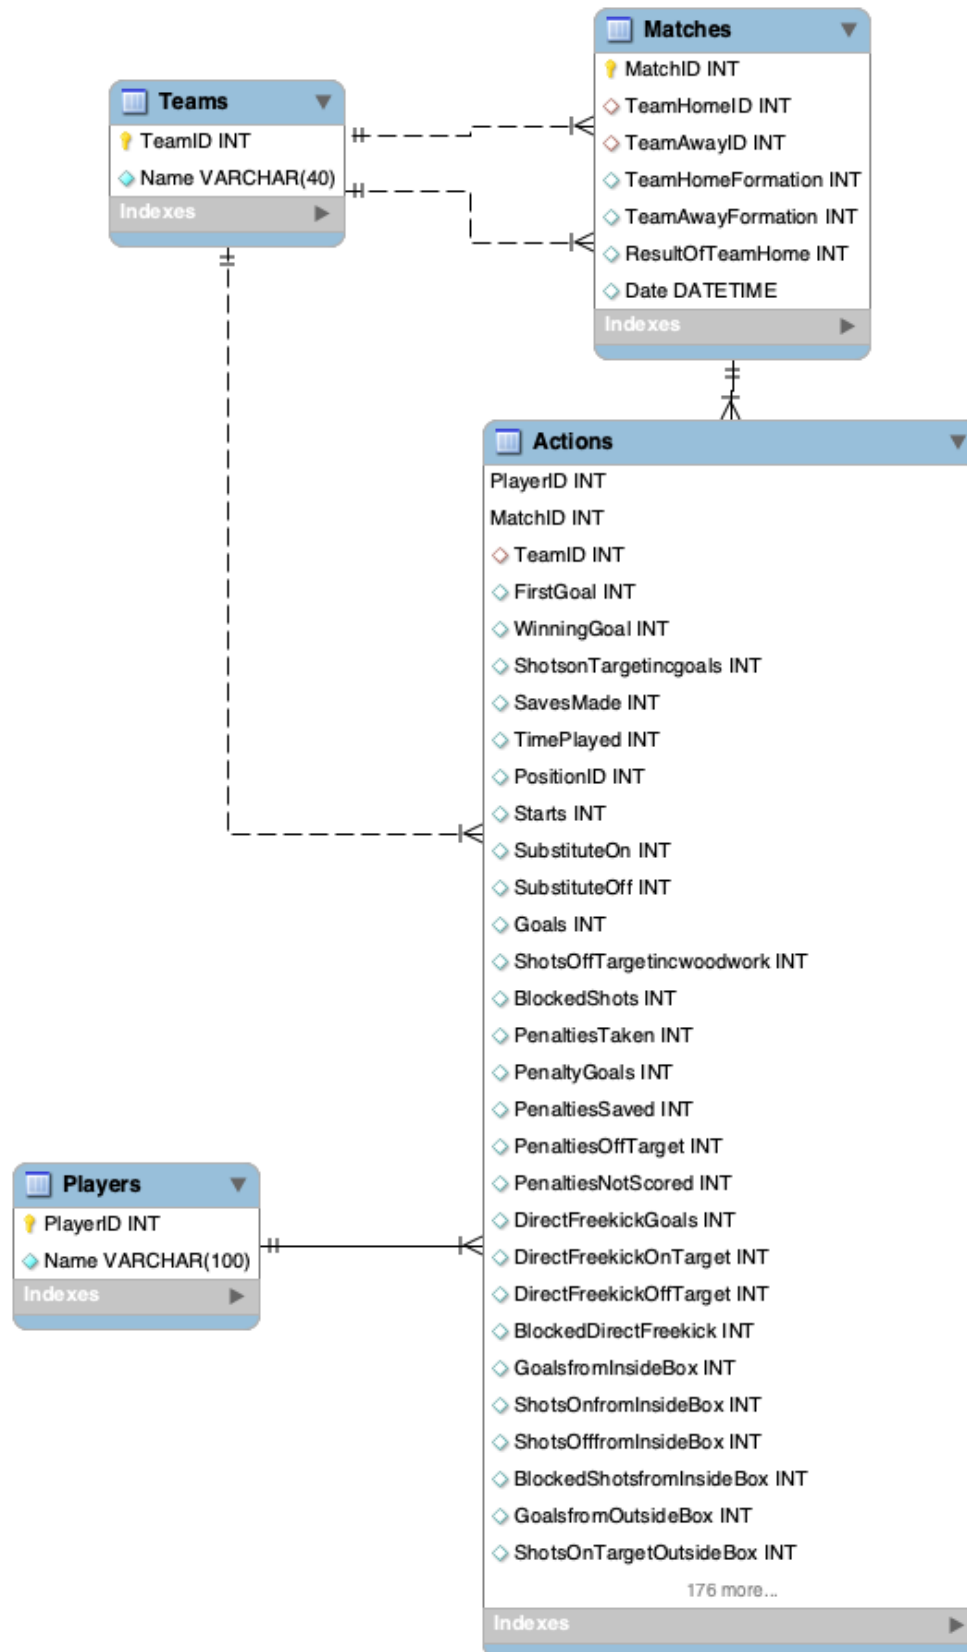 Matches
MatchID INT
TeamHomeID INT
TeamAwayID INT
TeamHomeFormation INT
TeamAwayFormation INT
ResultOfTeamHome INT
Date DATETIME
Indexes
Teams
TeamID INT
Name VARCHAR(40)
Indexes
Actions
PlayerID INT
MatchID INT
TeamID INT
FirstGoal INT
WinningGoal INT
ShotsonTargetincgoals INT
SavesMade INT
TimePlayed INT
PositionID INT
Starts INT
SubstituteOn INT
SubstituteOff INT
Goals INT
ShotsOffTargetincwoodwork INT
BlockedShots INT
PenaltiesTaken INT
PenaltyGoals INT
PenaltiesSaved INT
PenaltiesOffTarget INT
PenaltiesNotScored INT
DirectFreekickGoals INT
DirectFreekickOnTarget INT
DirectFreekickOffTarget INT
BlockedDirectFreekick INT
GoalsfromInsideBox INT
ShotsOnfromInsideBox INT
ShotsOfffromInsideBox INT
BlockedShotsfromInsideBox INT
GoalsfromOutsideBox INT
ShotsOnTargetOutsideBox INT
176 more...
Indexes
Players
PlayerID INT
Name VARCHAR(100)
Indexes